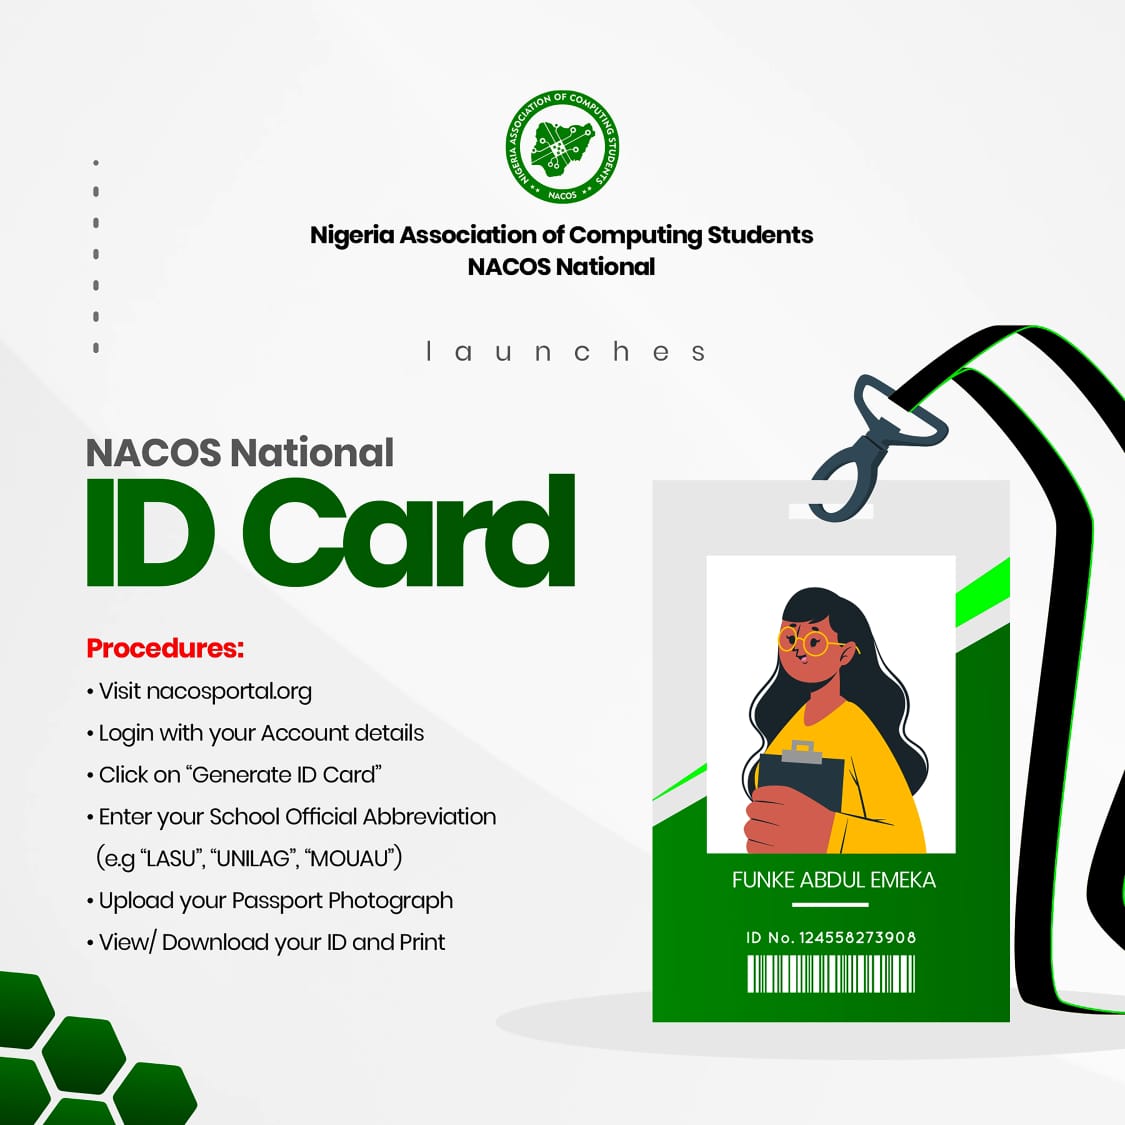 NIGERIA ASSOCIATION OF COMPUTING STUDENTS
NACOS
Nigeria Association of Computing Students
NACOS National
launches
NACOS National
ID Card
Procedures:
• Visit nacosportal.org
• Login with your Account details
• Click on “Generate ID Card”
• Enter your School Official Abbreviation
(e.g “LASU”, “UNILAG”, “MOUAU”)
• Upload your Passport Photograph
• View/ Download your ID and Print
FUNKE ABDUL EMEKA
ID No. 124558273908